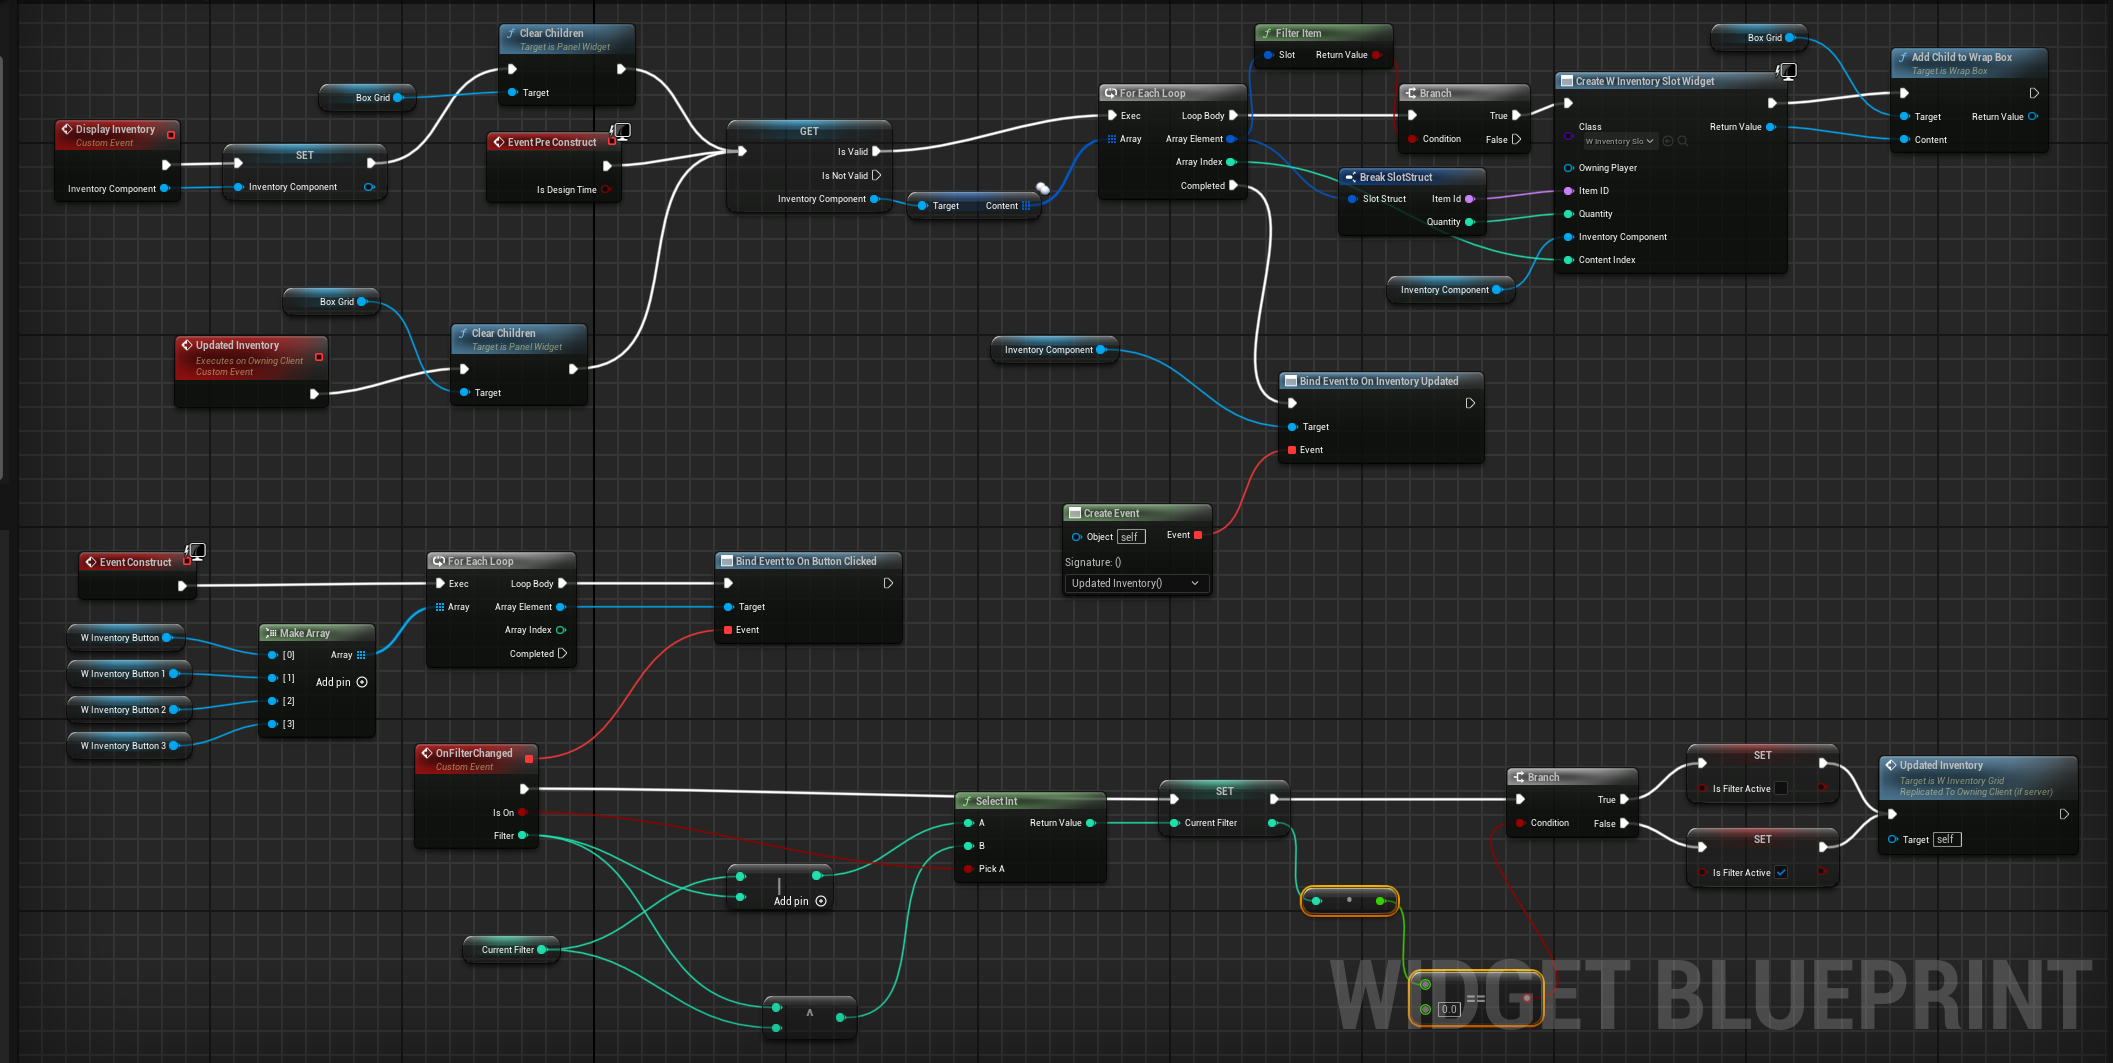 Clear Children
Target is Panel Widget
Target
Box Grid
Display Inventory
Custom Event
Inventory Component
SET
Inventory Component
Event Pre Construct
Is Design Time
GET
Is Valid
Is Not Valid
Inventory Component
Target Content
For Each Loop
Exec Loop Body
Array Array Element
Array Index
Completed
Filter Item
Slot Return Value
Branch
True
Condition False
Break SlotStruct
Slot Struct Item Id
Quantity
Inventory Component
Create W Inventory Slot Widget
Class Return Value
W Inventory Slo
Owning Player
Item ID
Quantity
Inventory Component
Content Index
Box Grid
Add Child to Wrap Box
Target is Wrap Box
Target Return Value
Content
Box Grid
Updated Inventory
Executes on Owning Client
Custom Event
Clear Children
Target is Panel Widget
Target
Inventory Component
Bind Event to On Inventory Updated
Target
Event
Create Event
Object self Event
Signature: ()
Updated Inventory()
Event Construct
For Each Loop
Exec Loop Body
Array Array Element
Array Index
Completed
Bind Event to On Button Clicked
Target
Event
W Inventory Button
W Inventory Button 1
W Inventory Button 2
W Inventory Button 3
Make Array
[0] Array
[1]
Add pin
[2]
[3]
OnFilterChanged
Custom Event
Is On
Filter
Current Filter
|
Add pin
^
Select Int
A Return Value
B
Pick A
SET
Current Filter
Branch
True
Condition False
SET
Is Filter Active
SET
Is Filter Active
Updated Inventory
Target is W Inventory Grid
Replicated To Owning Client (if server)
Target self
==
0.0
WIDGET BLUEPRINT